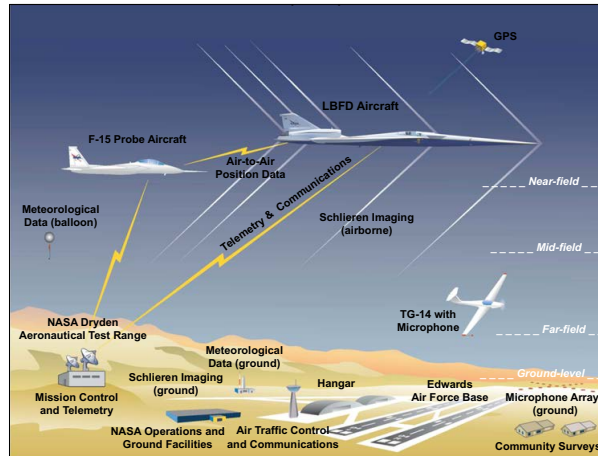 GPS
LBFD Aircraft
F-15 Probe Aircraft
Air-to-Air
Position Data
Near-field
Telemetry & Communications
Meteorological
Data (balloon)
Schlieren Imaging
(airborne)
Mid-field
TG-14 with
Microphone
Far-field
NASA Dryden
Aeronautical Test Range
Meteorological
Data (ground)
Ground-level
Schlieren Imaging
(ground)
Hangar
Edwards
Air Force Base
Mission Control
and Telemetry
Microphone Array
(ground)
NASA Operations and
Ground Facilities
Air Traffic Control
and Communications
Community Surveys